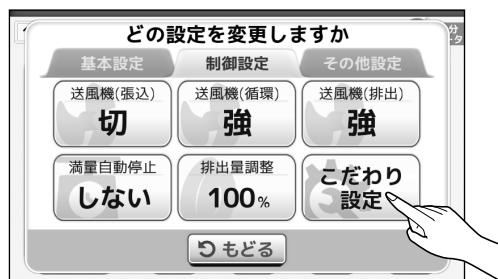 どの設定を変更しますか
基本設定 制御設定 その他設定
送風機(張込) 送風機(循環) 送風機(排出)
切 強 強
満量自動停止 排出量調整 こだわり
しない 100% 設定
もどる
分
タ